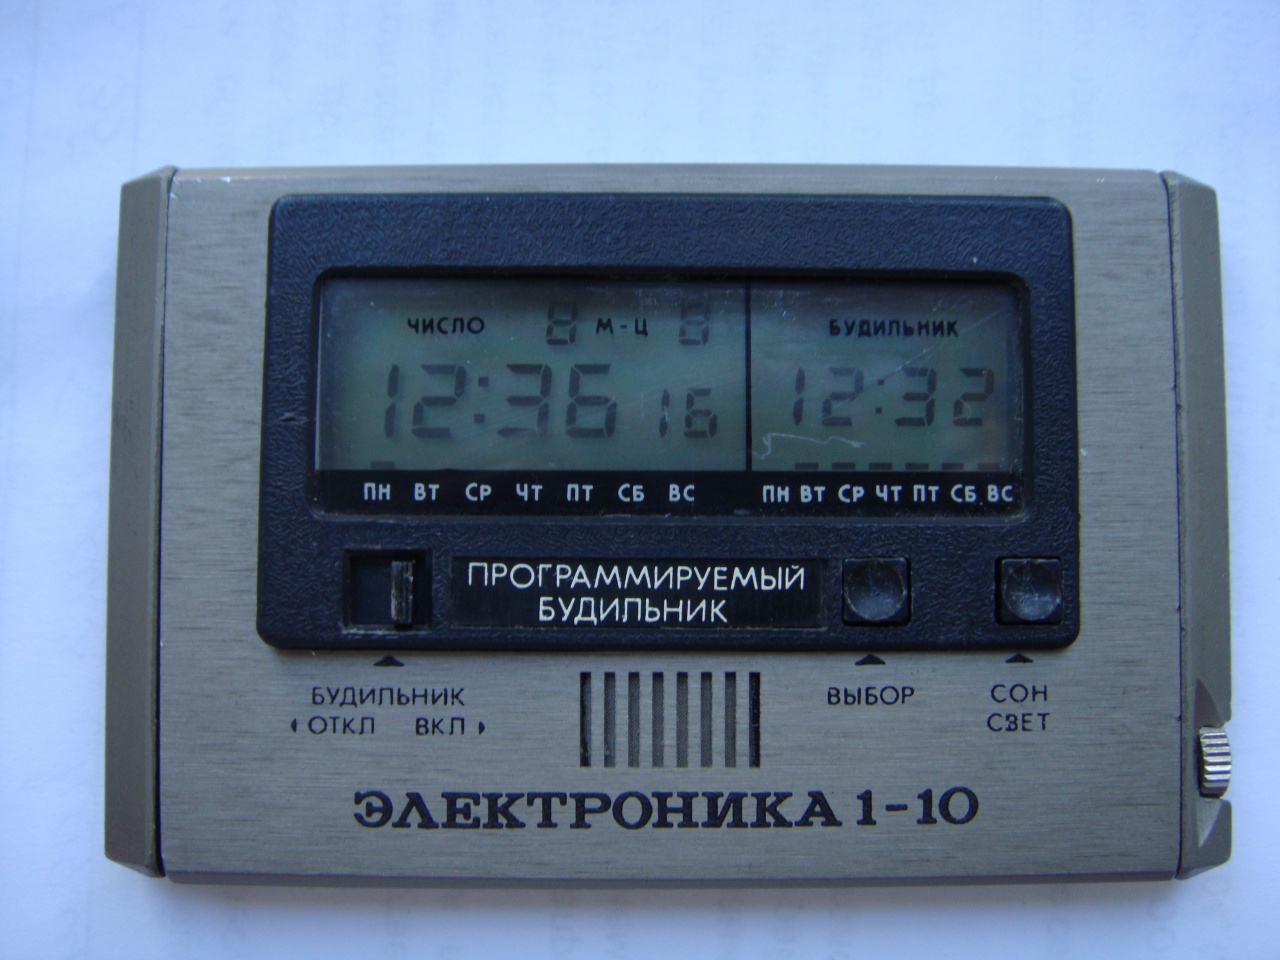 ЧИСЛО 8 М-Ц 8
БУДИЛЬНИК
12:36 16
12:32
ПН ВТ СР ЧТ ПТ СБ ВС
ПН ВТ СР ЧТ ПТ СБ ВС
ПРОГРАММИРУЕМЫЙ
БУДИЛЬНИК
БУДИЛЬНИК
ОТКЛ ВКЛ
ВЫБОР
СОН
СВЕТ
ЭЛЕКТРОНИКА 1-10